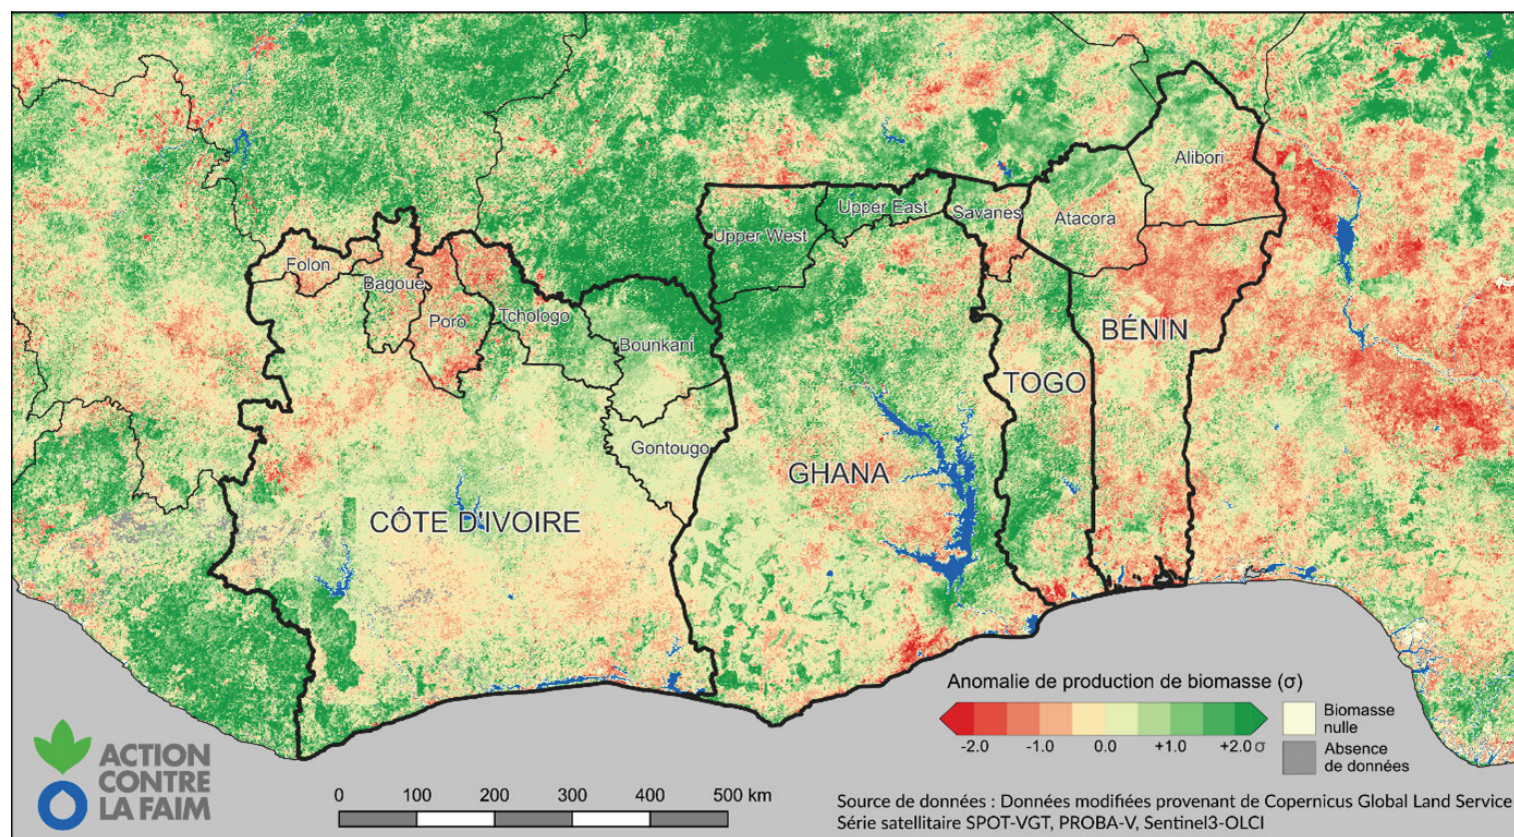 Alibori
Upper East
Savanes
Atacora
Upper West
Folon
Bagoue
Poro
Tchologo
Bounkani
BÉNIN
TOGO
Gontougo
GHANA
CÔTE D'IVOIRE
Anomalie de production de biomasse (σ)
-2.0 -1.0 0.0 +1.0 +2.0 σ
Biomasse
nulle
Absence
de données
ACTION
CONTRE
LA FAIM
0 100 200 300 400 500 km
Source de données : Données modifiées provenant de Copernicus Global Land Service
Série satellitaire SPOT-VGT, PROBA-V, Sentinel3-OLCI